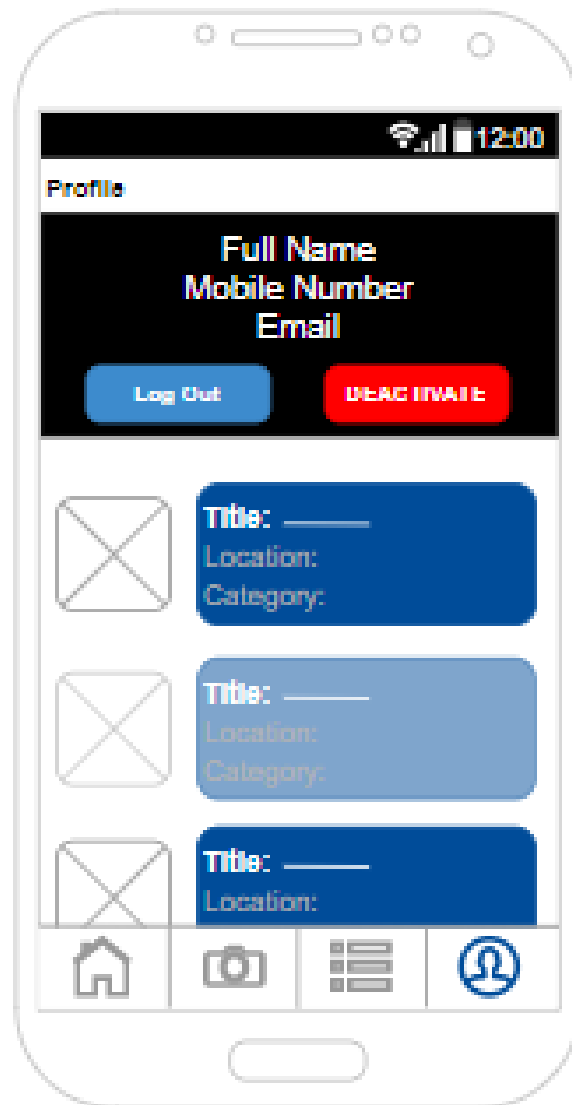 12:00
Profile
Full Name
Mobile Number
Email
Log Out DEACTIVATE
Title:
Location:
Category:
Title:
Location:
Category:
Title:
Location: